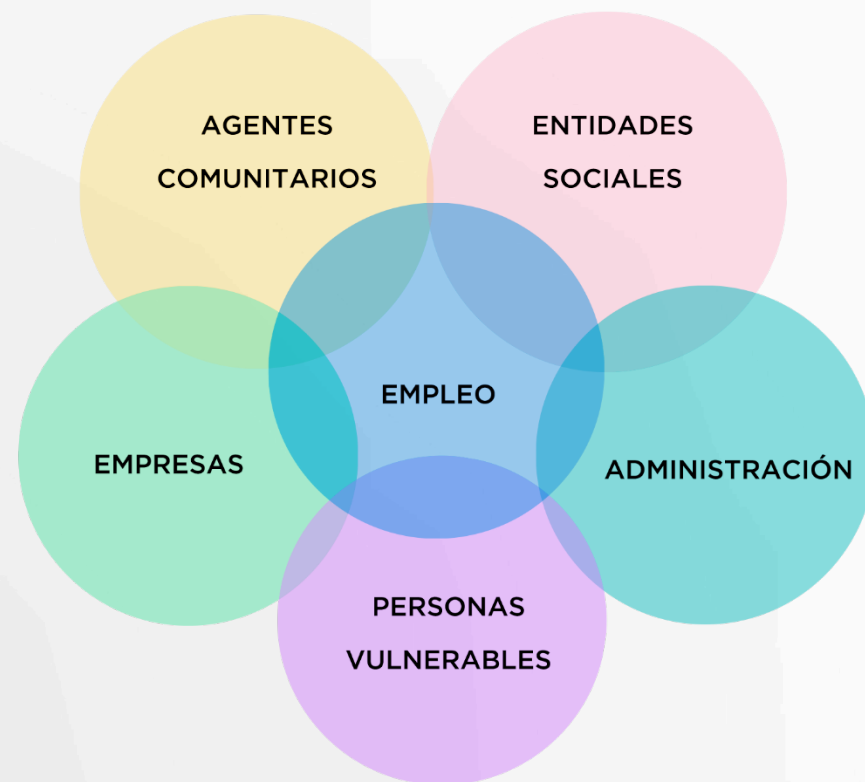 AGENTES
COMUNITARIOS
ENTIDADES
SOCIALES
EMPLEO
EMPRESAS
ADMINISTRACIÓN
PERSONAS
VULNERABLES